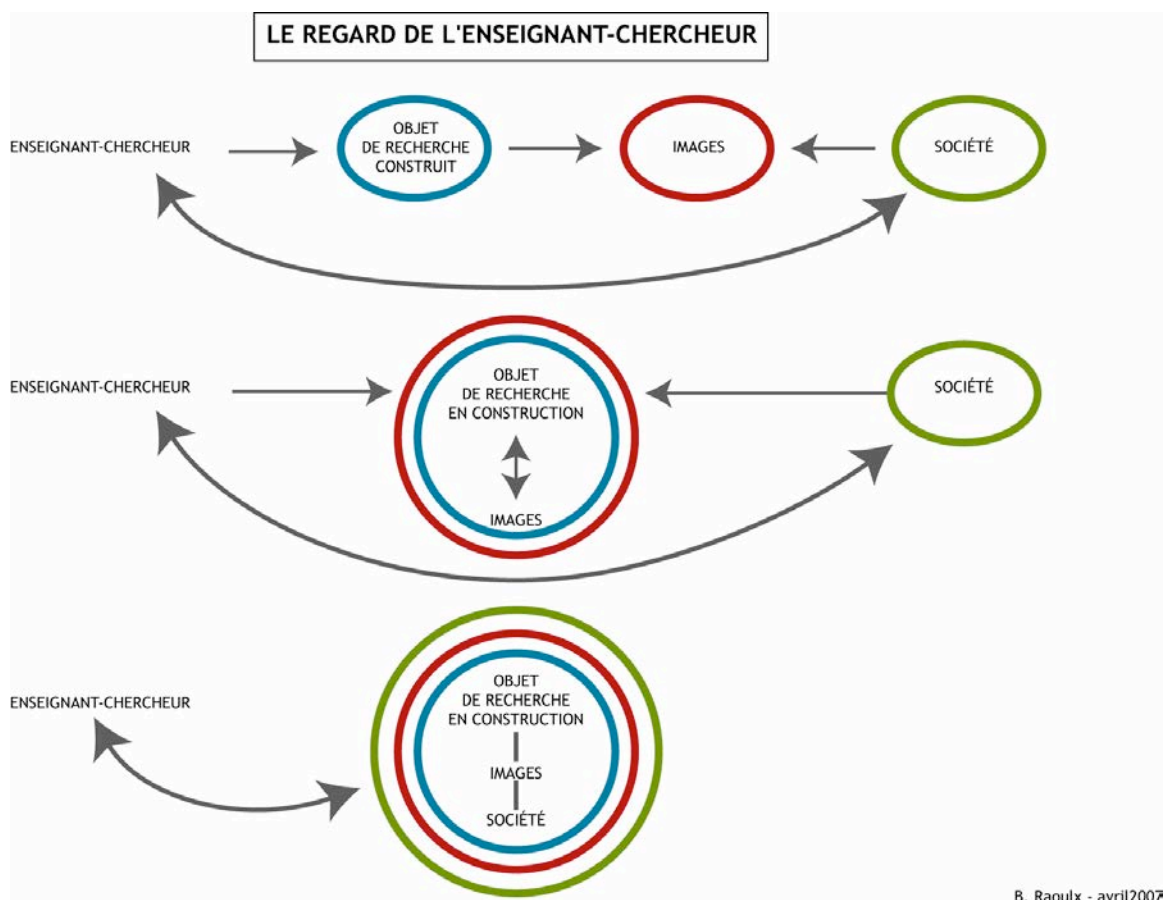 LE REGARD DE L'ENSEIGNANT-CHERCHEUR
ENSEIGNANT-CHERCHEUR
OBJET
DE RECHERCHE
CONSTRUIT
IMAGES
SOCIÉTÉ
ENSEIGNANT-CHERCHEUR
OBJET
DE RECHERCHE
EN CONSTRUCTION
IMAGES
SOCIÉTÉ
ENSEIGNANT-CHERCHEUR
OBJET
DE RECHERCHE
EN CONSTRUCTION
IMAGES
SOCIÉTÉ
B. Raoulx - avril2007